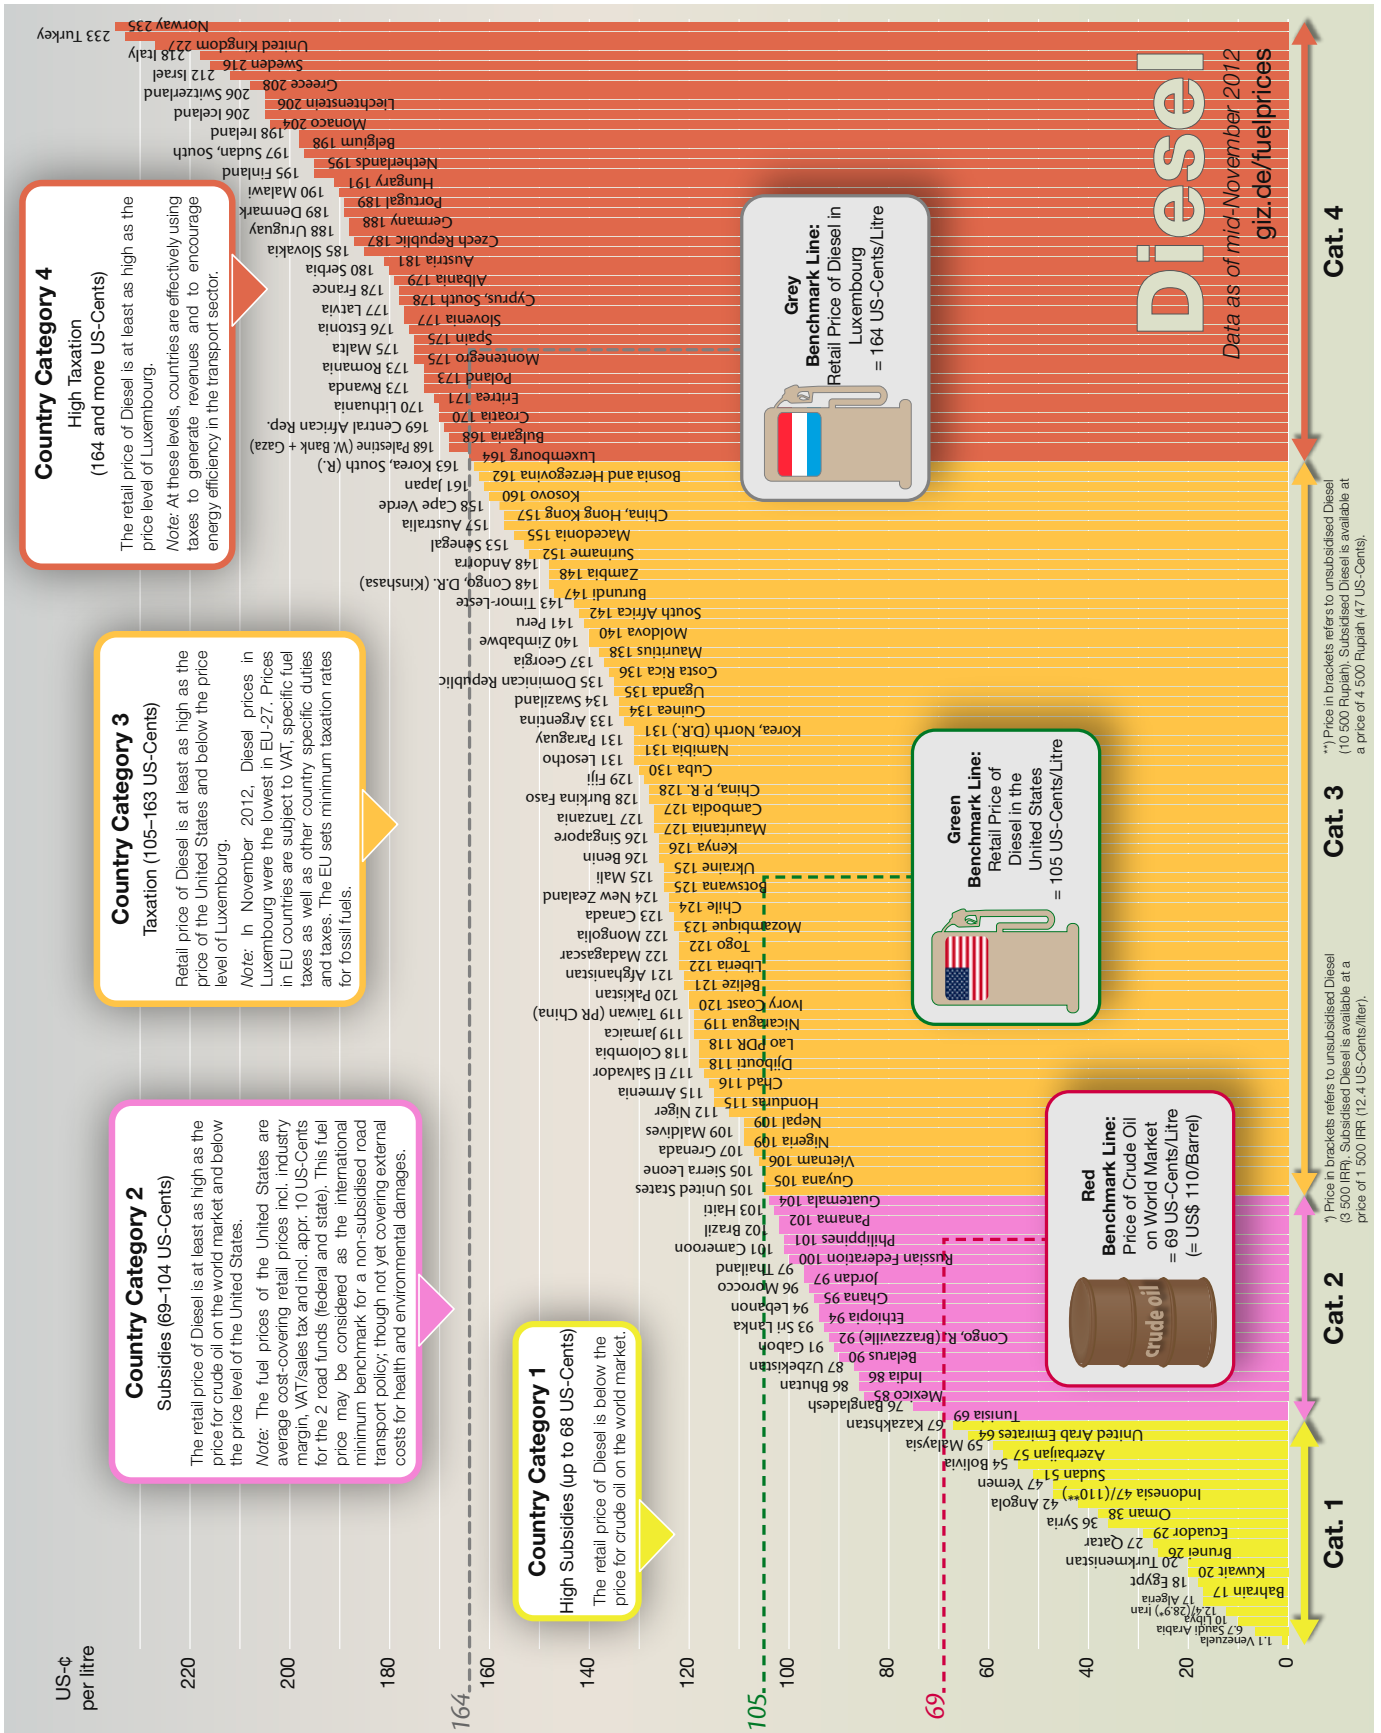 US-¢
per litre
220
200
180
160
140
120
100
80
60
40
20
0
164
105
69
Country Category 1
High Subsidies (up to 68 US-Cents)
The retail price of Diesel is below the
price for crude oil on the world market.
Country Category 2
Subsidies (69–104 US-Cents)
The retail price of Diesel is at least as high as the
price for crude oil on the world market and below
the price level of the United States.
Note: The fuel prices of the United States are
average cost-covering retail prices incl. industry
margin, VAT/sales tax and incl. appr. 10 US-Cents
for the 2 road funds (federal and state). This fuel
price may be considered as the international
minimum benchmark for a non-subsidised road
transport policy, though not yet covering external
costs for health and environmental damages.
Country Category 3
Taxation (105–163 US-Cents)
Retail price of Diesel is at least as high as the
price of the United States and below the price
level of Luxembourg.
Note: In November 2012, Diesel prices in
Luxembourg were the lowest in EU-27. Prices
in EU countries are subject to VAT, specific fuel
taxes as well as other country specific duties
and taxes. The EU sets minimum taxation rates
for fossil fuels.
Country Category 4
High Taxation
(164 and more US-Cents)
The retail price of Diesel is at least as high as the
price level of Luxembourg.
Note: At these levels, countries are effectively using
taxes to generate revenues and to encourage
energy efficiency in the transport sector.
1.1 Venezuela
6.7 Saudi Arabia
10 Libya
12.4/(28.9*) Iran
17 Algeria
Bahrain 17
18 Egypt
Kuwait 20
20 Turkmenistan
Brunei 26
27 Qatar
Ecuador 29
36 Syria
Oman 38
42 Angola
Indonesia 47/(110**)
47 Yemen
Sudan 51
54 Bolivia
Azerbaijan 57
59 Malaysia
United Arab Emirates 64
67 Kazakhstan
Tunisia 69
76 Bangladesh
Mexico 85
86 Bhutan
India 86
87 Uzbekistan
Belarus 90
91 Gabon
Congo, R.(Brazzaville) 92
93 Sri Lanka
Ethiopia 94
94 Lebanon
Ghana 95
96 Morocco
Jordan 97
97 Thailand
Russian Federation 100
101 Cameroon
Philippines 101
102 Brazil
Panama 102
103 Haiti
Guatemala 104
105 United States
Guyana 105
105 Sierra Leone
Vietnam 106
107 Grenada
Nigeria 109
109 Maldives
Nepal 109
112 Niger
Honduras 115
115 Armenia
Chad 116
117 El Salvador
Djibouti 118
118 Colombia
Lao PDR 118
119 Jamaica
Nicaragua 119
119 Taiwan (PR China)
Ivory Coast 120
120 Pakistan
Belize 121
121 Afghanistan
Liberia 122
122 Madagascar
Togo 122
122 Mongolia
Mozambique 123
123 Canada
Chile 124
124 New Zealand
Botswana 125
125 Mali
Ukraine 125
126 Benin
Kenya 126
126 Singapore
Mauritania 127
127 Tanzania
Cambodia 127
128 Burkina Faso
China, P. R. 128
129 Fiji
Cuba 130
131 Lesotho
Namibia 131
131 Paraguay
Korea, North (D.R.) 131
133 Argentina
Guinea 134
134 Swaziland
Uganda 135
135 Dominican Republic
Costa Rica 136
137 Georgia
Mauritius 138
140 Zimbabwe
Moldova 140
141 Peru
South Africa 142
143 Timor-Leste
Burundi 147
148 Congo, D.R. (Kinshasa)
Zambia 148
148 Andorra
Suriname 152
153 Senegal
Macedonia 155
157 Australia
China, Hong Kong 157
158 Cape Verde
Kosovo 160
161 Japan
Bosnia and Herzegovina 162
163 Korea, South (R.)
Luxembourg 164
168 Palestine (W. Bank + Gaza)
Bulgaria 168
169 Central African Rep.
Croatia 170
170 Lithuania
Eritrea 171
173 Rwanda
Poland 173
173 Romania
Montenegro 175
175 Malta
Spain 175
176 Estonia
Slovenia 177
177 Latvia
Cyprus, South 178
178 France
Albania 179
180 Serbia
Austria 181
185 Slovakia
Czech Republic 187
188 Uruguay
Germany 188
189 Denmark
Portugal 189
190 Malawi
Hungary 191
195 Finland
Netherlands 195
197 Sudan, South
Belgium 198
198 Ireland
Monaco 204
206 Iceland
Liechtenstein 206
206 Switzerland
Greece 208
212 Israel
Sweden 216
218 Italy
United Kingdom 227
233 Turkey
Norway 235
crude oil
Red
Benchmark Line:
Price of Crude Oil
on World Market
= 69 US-Cents/Litre
(= US$ 110/Barrel)
Green
Benchmark Line:
Retail Price of
Diesel in the
United States
= 105 US-Cents/Litre
Grey
Benchmark Line:
Retail Price of Diesel in
Luxembourg
= 164 US-Cents/Litre
Diesel
Data as of mid-November 2012
giz.de/fuelprices
Cat. 1
Cat. 2
Cat. 3
Cat. 4
*) Price in brackets refers to unsubsidised Diesel
(3 500 IRR). Subsidised Diesel is available at a
price of 1 500 IRR (12.4 US-Cents/liter).
**) Price in brackets refers to unsubsidised Diesel
(10 500 Rupiah). Subsidised Diesel is available at
a price of 4 500 Rupiah (47 US-Cents).